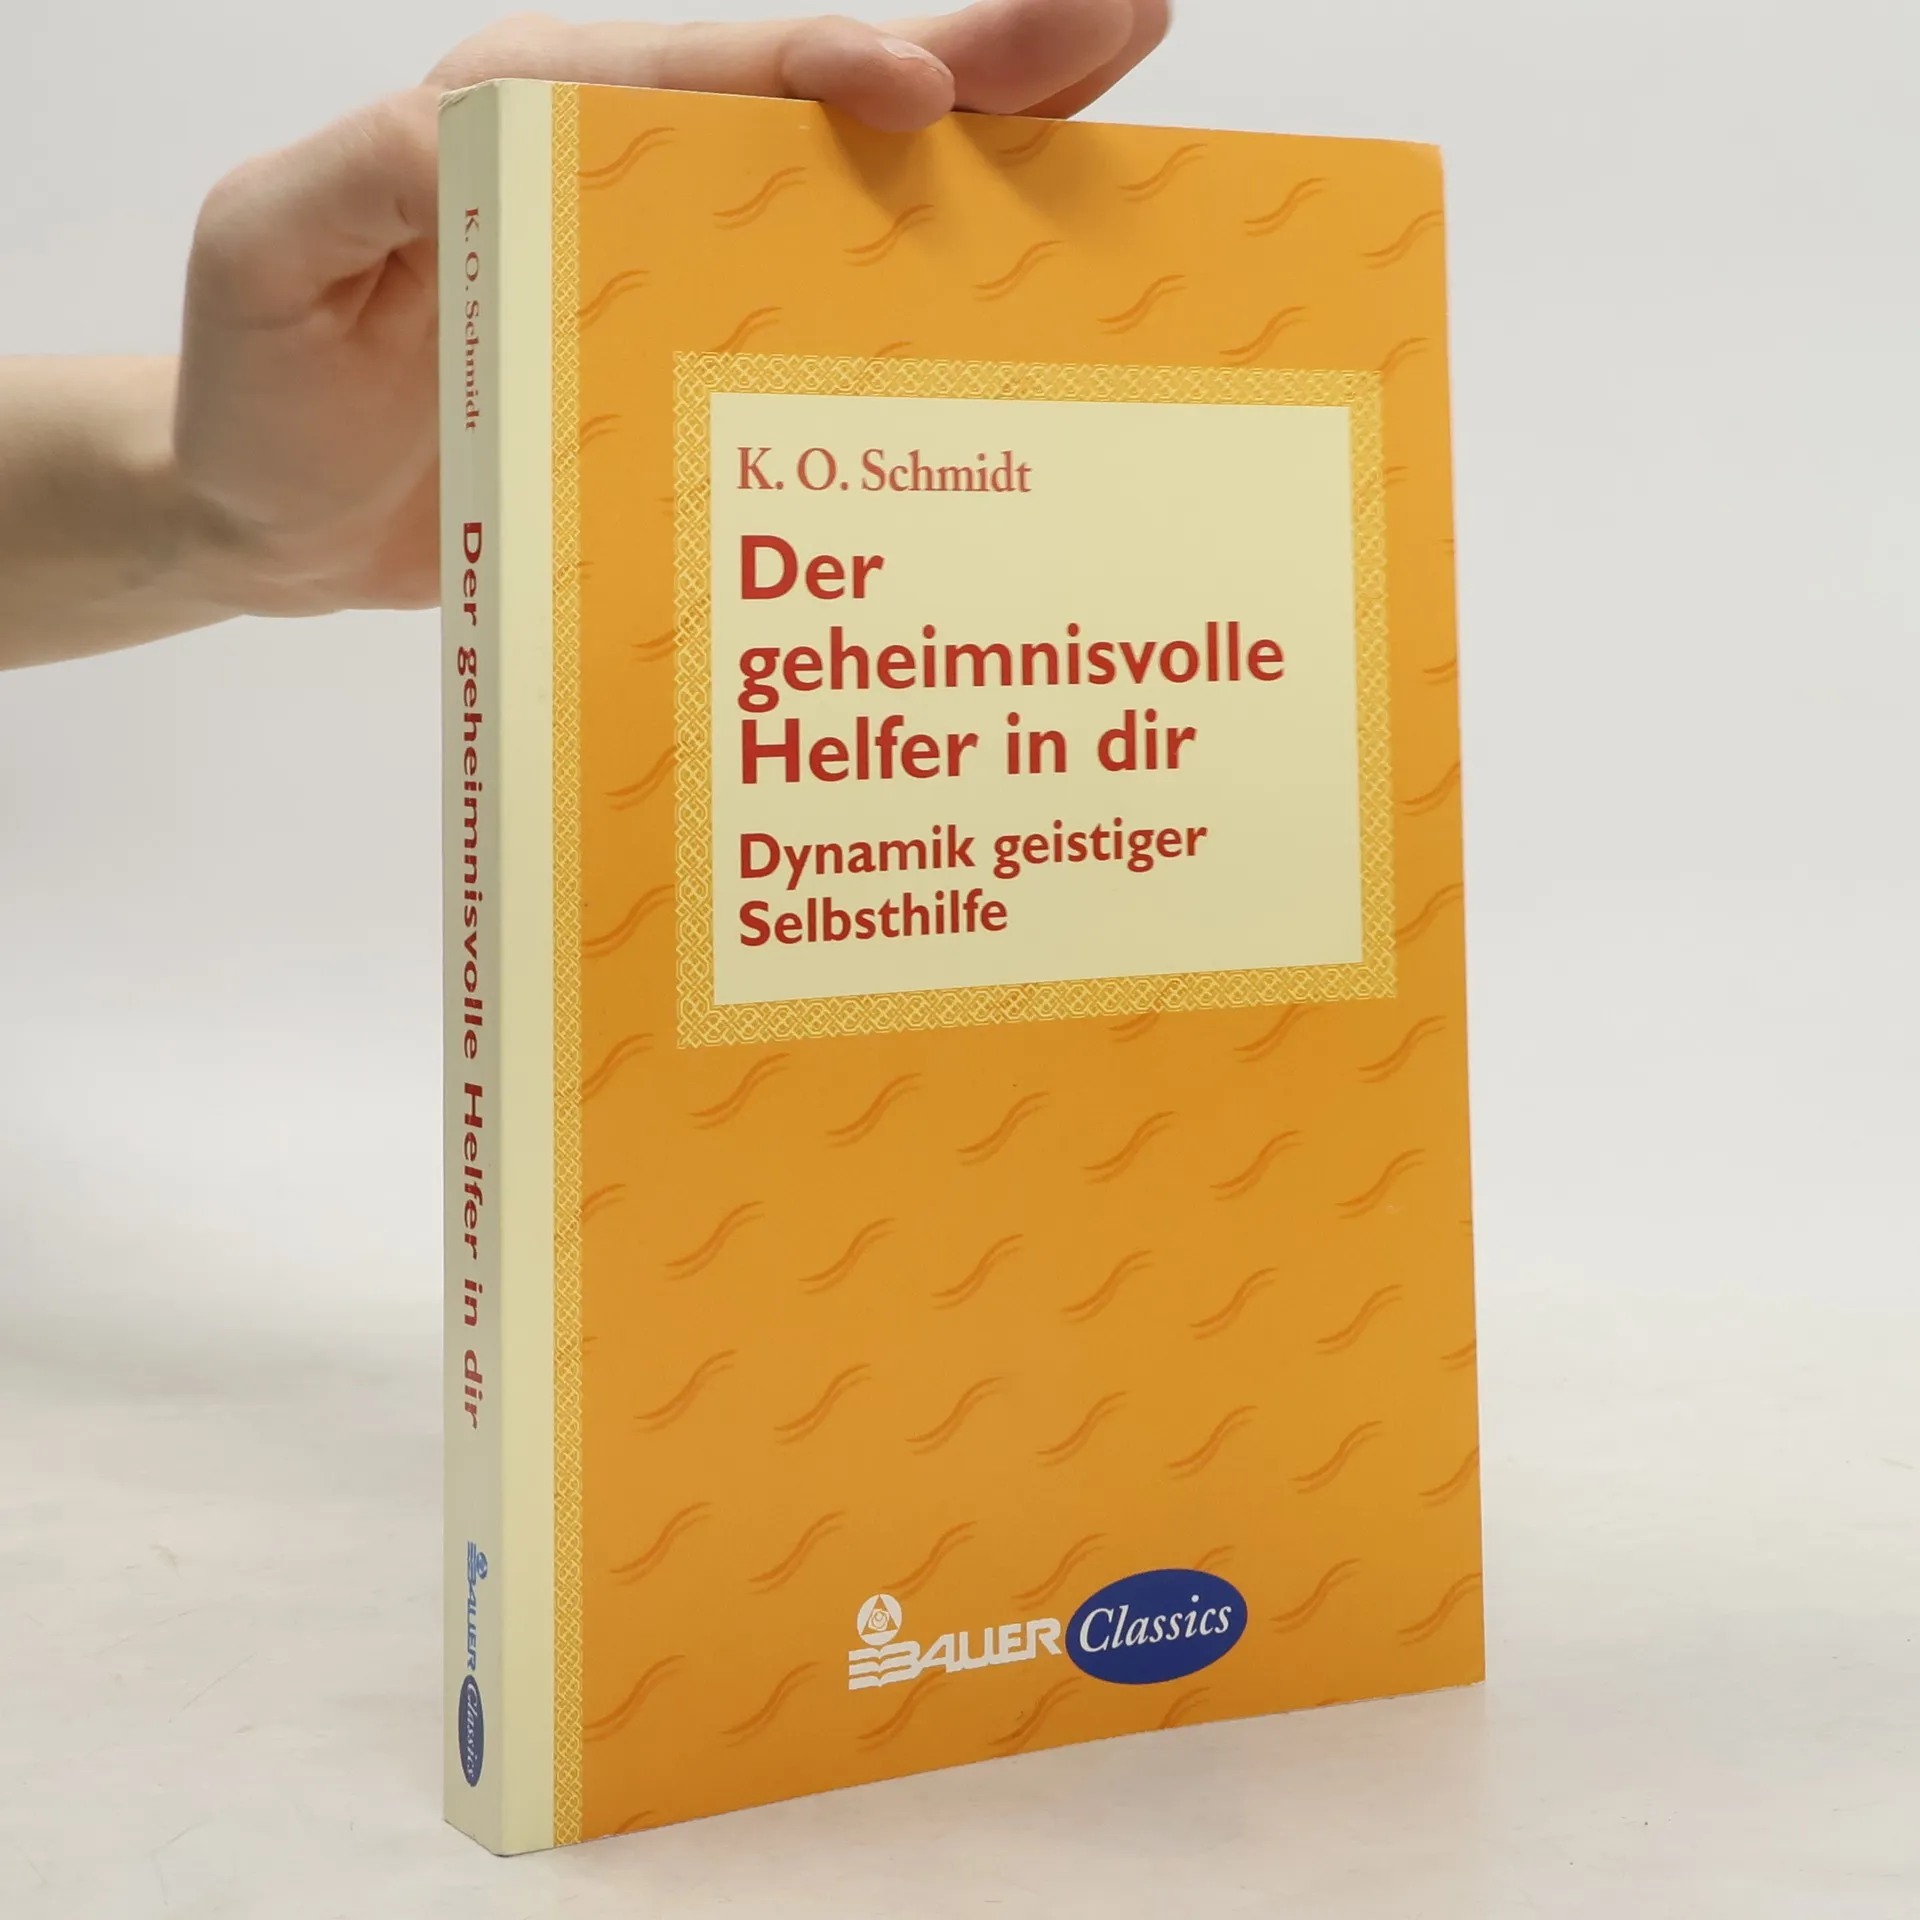 K. O. Schmidt
Der geheimnisvolle Helfer in dir
BAUER
Classics
K. O. Schmidt
Der
geheimnisvolle
Helfer in dir
Dynamik geistiger
Selbsthilfe
BAUER Classics